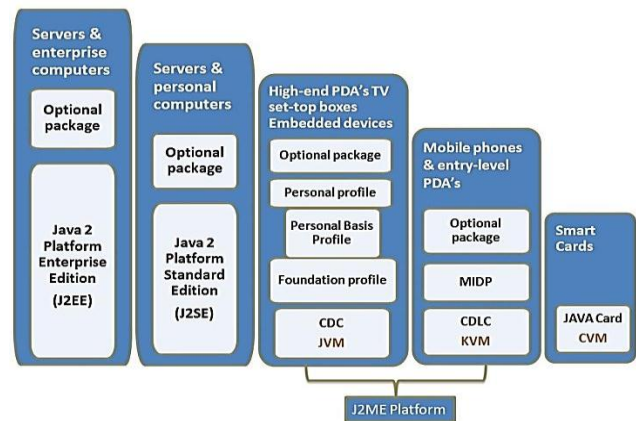 Servers &
enterprise
computers
Optional
package
Java 2
Platform
Enterprise
Edition
(J2EE)
Servers &
personal
computers
Optional
package
Java 2
Platform
Standard
Edition
(J2SE)
High-end PDA's TV
set-top boxes
Embedded devices
Optional package
Personal profile
Personal Basis
Profile
Foundation profile
CDC
JVM
Mobile phones
& entry-level
PDA's
Optional
package
MIDP
CDLC
KVM
Smart
Cards
JAVA Card
CVM
J2ME Platform